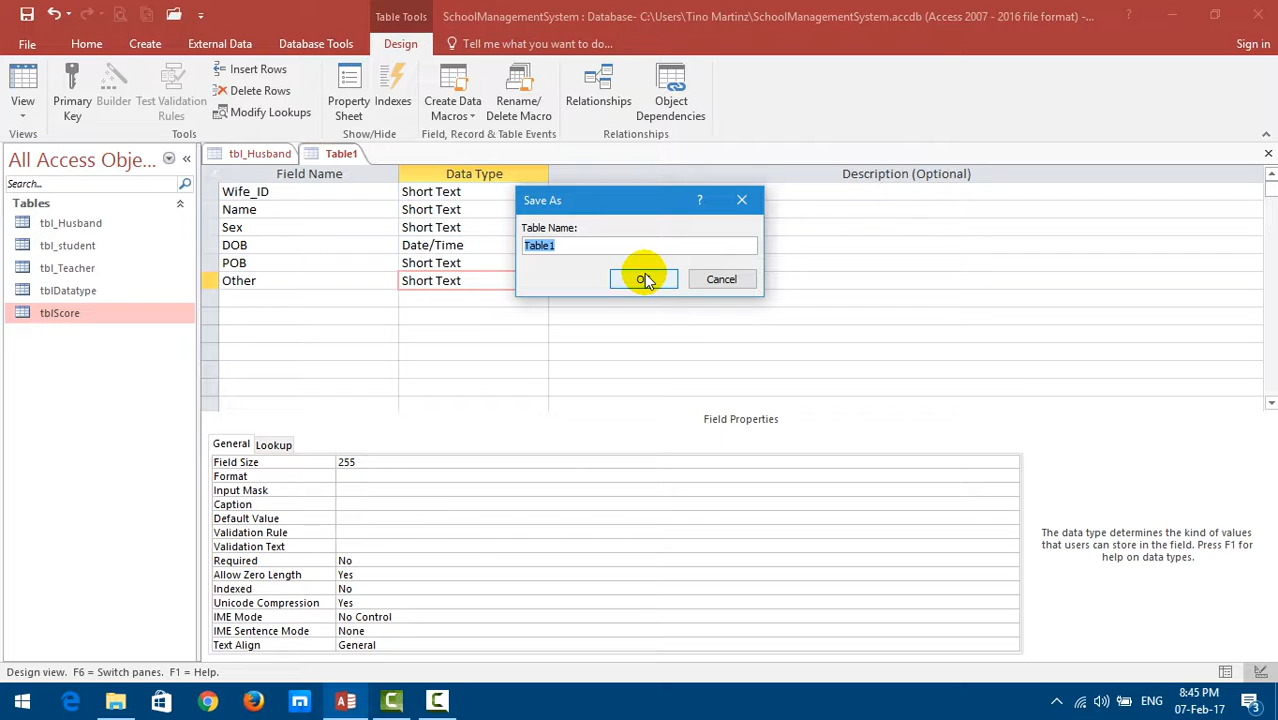 Table Tools
SchoolManagementSystem : Database- C:\Users\Tino Martinz\SchoolManagementSystem.accdb (Access 2007 - 2016 file format) -...
File
Home
Create
External Data
Database Tools
Design
Tell me what you want to do...
Sign in
View
Primary Key
Builder
Test Validation Rules
Insert Rows
Delete Rows
Modify Lookups
Property Sheet
Indexes
Create Data Macros
Rename/ Delete Macro
Relationships
Object Dependencies
Views
Tools
Show/Hide
Field, Record & Table Events
Relationships
All Access Obje...
Search...
Tables
tbl_Husband
tbl_student
tbl_Teacher
tblDatatype
tblScore
tbl_Husband
Table1
Field Name
Data Type
Description (Optional)
Wife_ID
Short Text
Name
Short Text
Sex
Short Text
DOB
Date/Time
POB
Short Text
Other
Short Text
Save As
?
Table Name:
Table1
Cancel
Field Properties
General
Lookup
Field Size
255
Format
Input Mask
Caption
Default Value
Validation Rule
Validation Text
Required
No
Allow Zero Length
Yes
Indexed
No
Unicode Compression
Yes
IME Mode
No Control
IME Sentence Mode
None
Text Align
General
The data type determines the kind of values
that users can store in the field. Press F1 for
help on data types.
Design view. F6 = Switch panes. F1 = Help.
ENG
8:45 PM
07-Feb-17
3